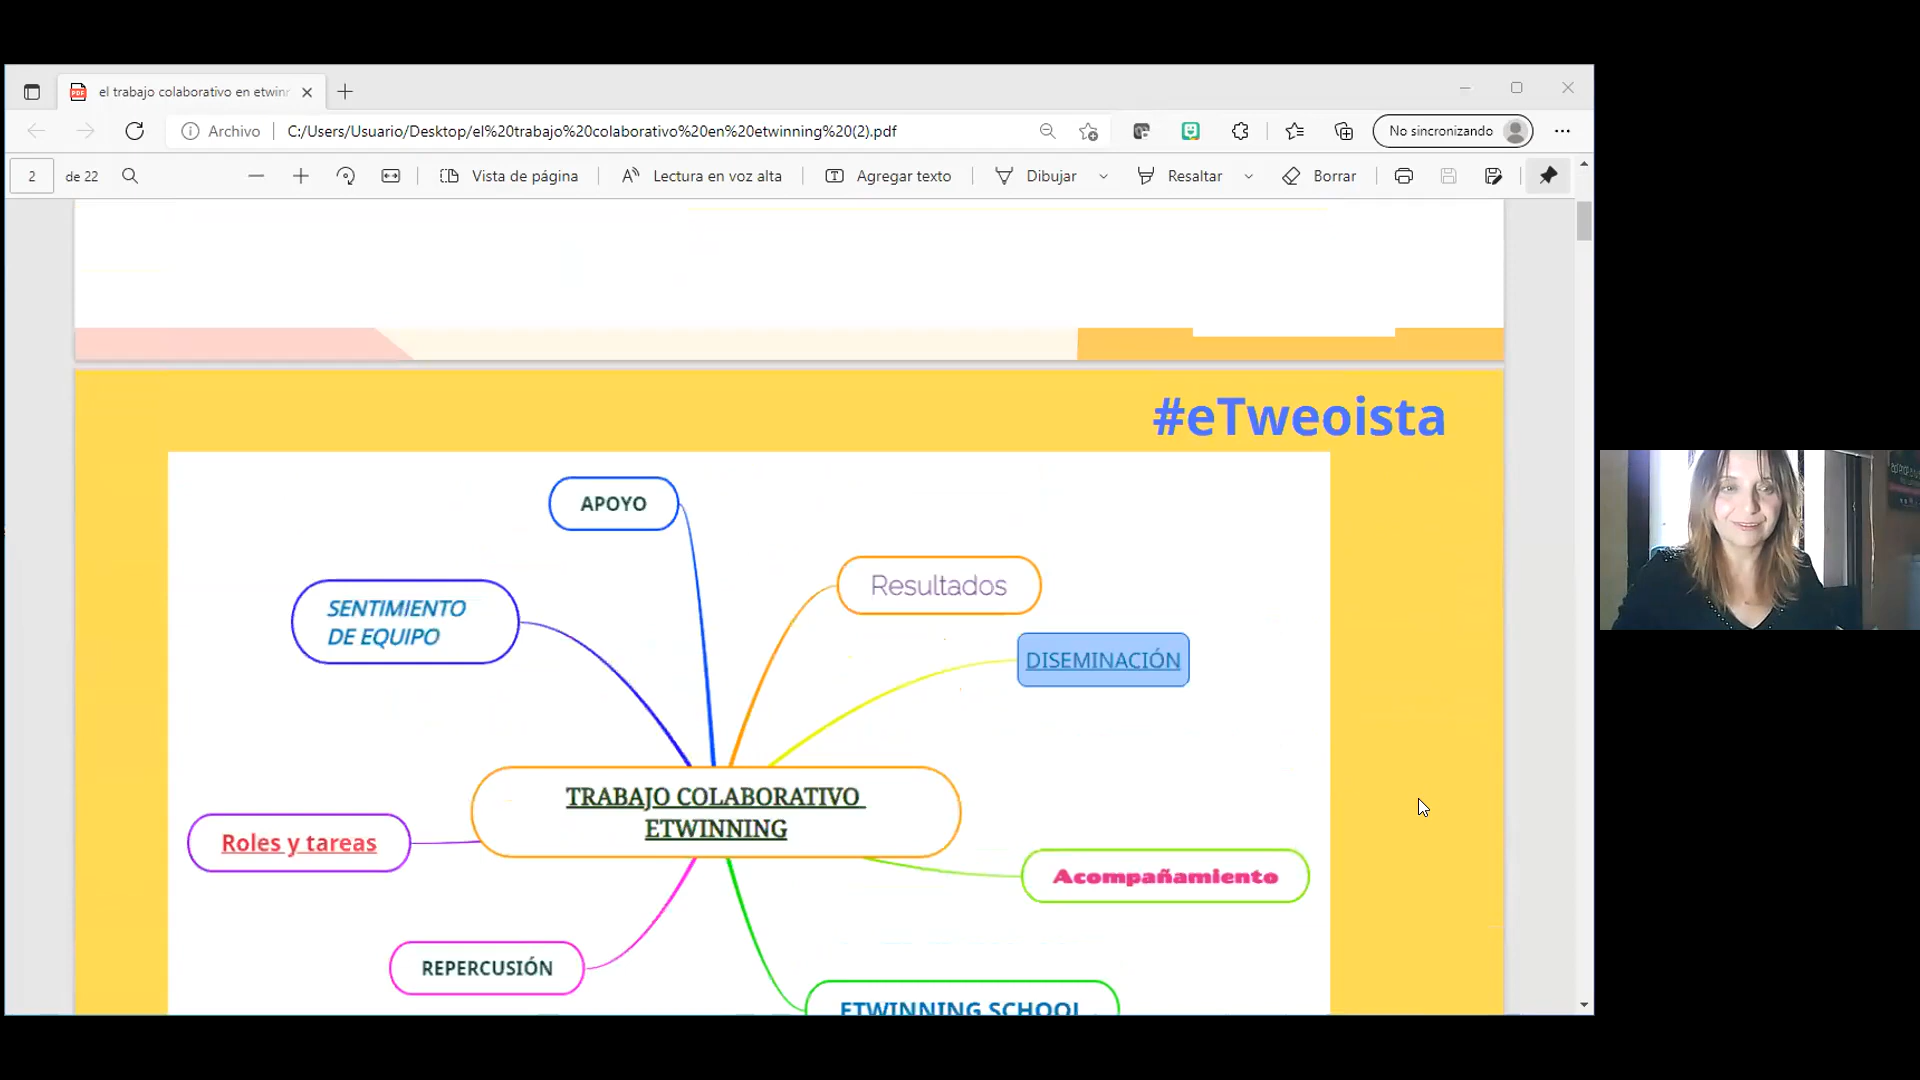 el trabajo colaborativo en etwinn
Archivo
C:/Users/Usuario/Desktop/el%20trabajo%20colaborativo%20en%20etwinning%20(2).pdf
No sincronizando
2
de 22
Vista de página
Lectura en voz alta
Agregar texto
Dibujar
Resaltar
Borrar
#eTweoista
APOYO
Resultados
SENTIMIENTO
DE EQUIPO
DISEMINACIÓN
TRABAJO COLABORATIVO
ETWINNING
Roles y tareas
Acompañamiento
REPERCUSIÓN
ETWINNING SCHOOL